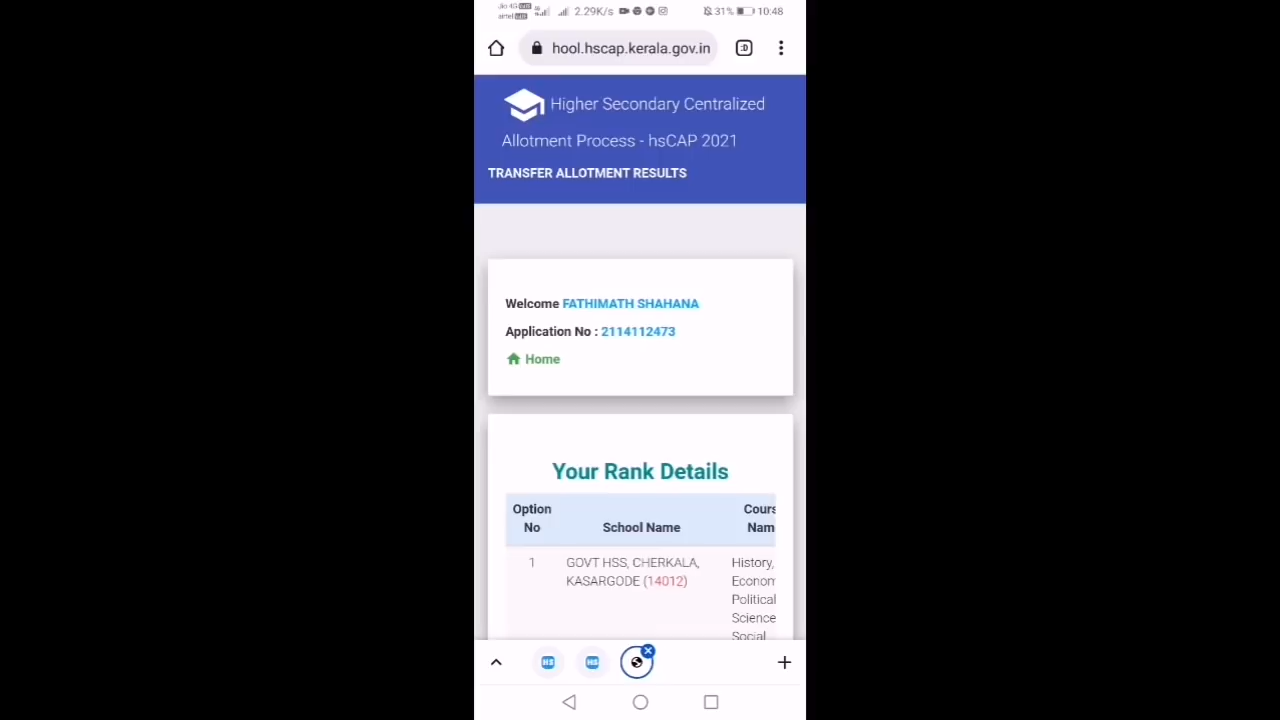 2.29K/s 31% 10:48
hool.hscap.kerala.gov.in :D
Higher Secondary Centralized
Allotment Process - hsCAP 2021
TRANSFER ALLOTMENT RESULTS
Welcome FATHIMATH SHAHANA
Application No : 2114112473
Home
Your Rank Details
Option Cours
No School Name Nam
1 GOVT HSS, CHERKALA, History,
KASARGODE (14012) Econom
Political
Science
Social
HS HS